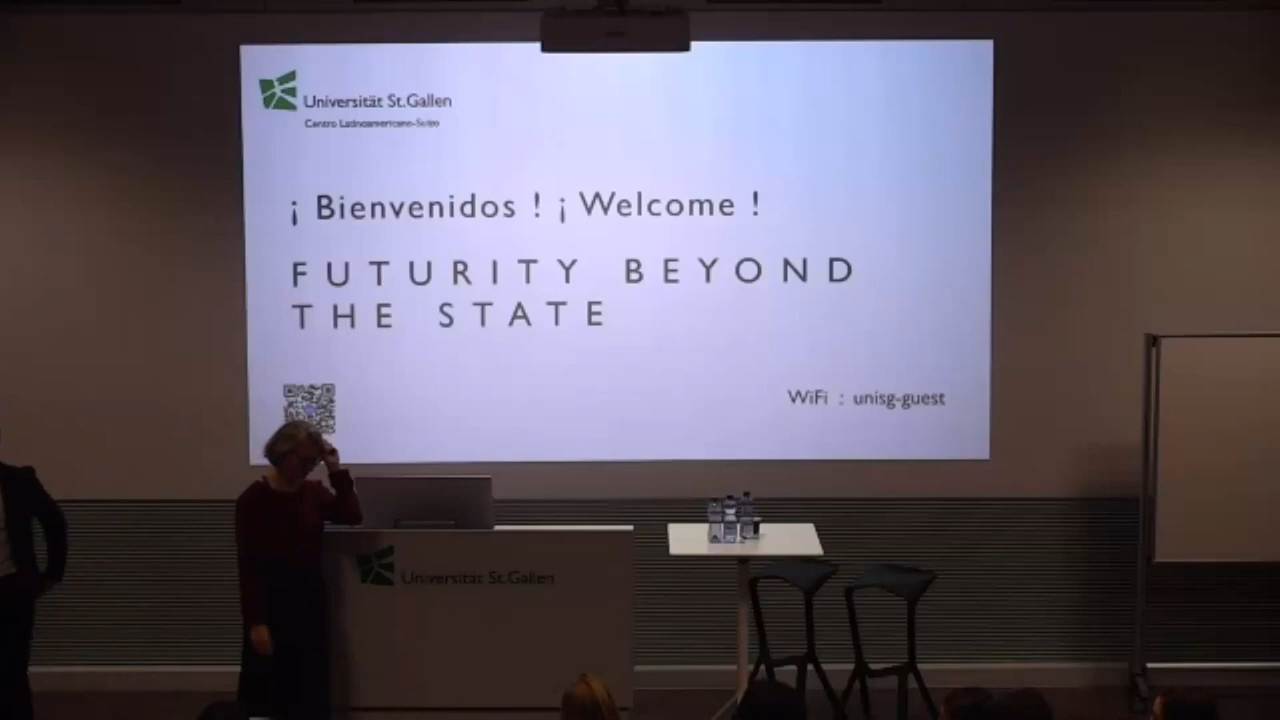 Universität St.Gallen
Centro Latinoamericano-Suizo
¡ Bienvenidos ! ¡ Welcome !
FUTURITY BEYOND
THE STATE
WiFi : unisg-guest
Universität St.Gallen